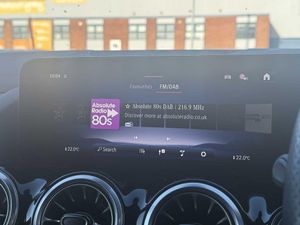 Favourites FM/DAB
Absolute
Radio
80s
Absolute 80s DAB | 216.9 MHz
Discover more at absoluteradio.co.uk
22.0°C
Search
22.0°C